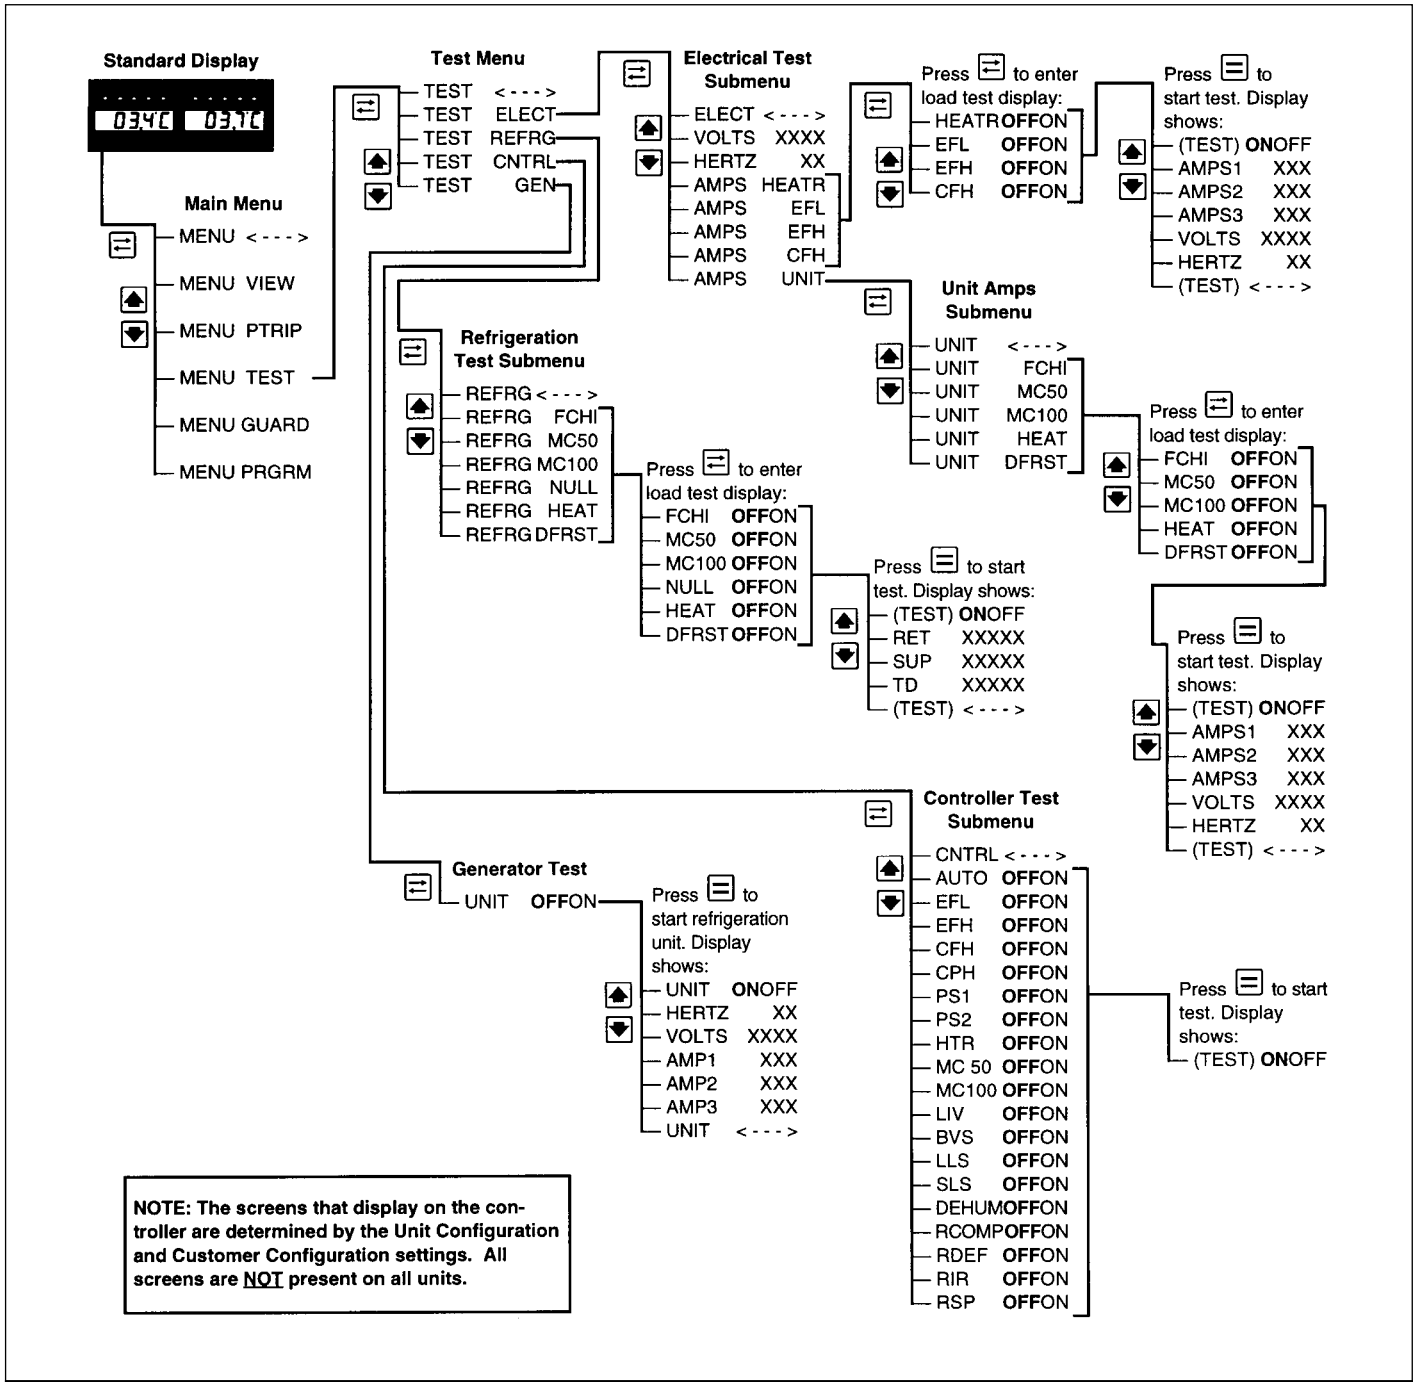 Standard Display
03.4C 03.1C
Main Menu
MENU <--->
MENU VIEW
MENU PTRIP
MENU TEST
MENU GUARD
MENU PRGRM
Test Menu
TEST <--->
TEST ELECT
TEST REFRG
TEST CNTRL
TEST GEN
Electrical Test
Submenu
ELECT <--->
VOLTS XXXX
HERTZ XX
AMPS HEATR
AMPS EFL
AMPS EFH
AMPS CFH
AMPS UNIT
Press to enter
load test display:
HEATR OFFON
EFL OFFON
EFH OFFON
CFH OFFON
Press to
start test. Display
shows:
(TEST) ONOFF
AMPS1 XXX
AMPS2 XXX
AMPS3 XXX
VOLTS XXXX
HERTZ XX
(TEST) <--->
Unit Amps
Submenu
UNIT <--->
UNIT FCHI
UNIT MC50
UNIT MC100
UNIT HEAT
UNIT DFRST
Press to enter
load test display:
FCHI OFFON
MC50 OFFON
MC100 OFFON
HEAT OFFON
DFRST OFFON
Press to
start test. Display
shows:
(TEST) ONOFF
AMPS1 XXX
AMPS2 XXX
AMPS3 XXX
VOLTS XXXX
HERTZ XX
(TEST) <--->
Refrigeration
Test Submenu
REFRG <--->
REFRG FCHI
REFRG MC50
REFRG MC100
REFRG NULL
REFRG HEAT
REFRG DFRST
Press to enter
load test display:
FCHI OFFON
MC50 OFFON
MC100 OFFON
NULL OFFON
HEAT OFFON
DFRST OFFON
Press to start
test. Display shows:
(TEST) ONOFF
RET XXXXX
SUP XXXXX
TD XXXXX
(TEST) <--->
Controller Test
Submenu
CNTRL <--->
AUTO OFFON
EFL OFFON
EFH OFFON
CFH OFFON
CPH OFFON
PS1 OFFON
PS2 OFFON
HTR OFFON
MC 50 OFFON
MC100 OFFON
LIV OFFON
BVS OFFON
LLS OFFON
SLS OFFON
DEHUM OFFON
RCOMP OFFON
RDEF OFFON
RIR OFFON
RSP OFFON
Press to start
test. Display
shows:
(TEST) ONOFF
Generator Test
UNIT OFFON
Press to
start refrigeration
unit. Display
shows:
UNIT ONOFF
HERTZ XX
VOLTS XXXX
AMP1 XXX
AMP2 XXX
AMP3 XXX
UNIT <--->
NOTE: The screens that display on the con-
troller are determined by the Unit Configuration
and Customer Configuration settings. All
screens are NOT present on all units.